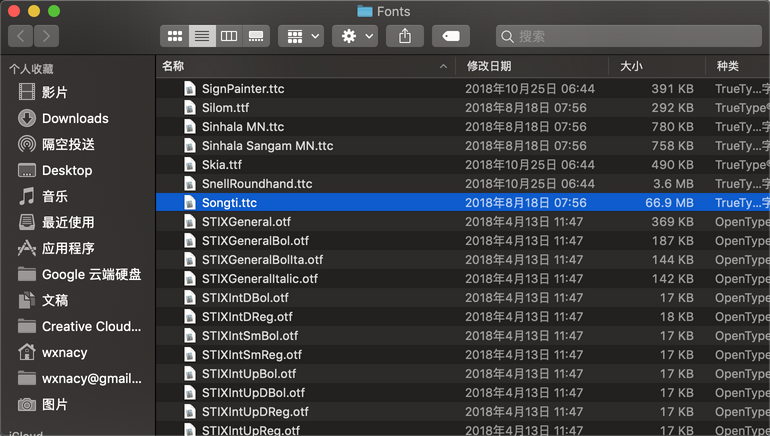 Fonts
搜索
个人收藏
影片
Downloads
隔空投送
Desktop
音乐
最近使用
应用程序
Google 云端硬盘
文稿
Creative Cloud...
wxnacy
wxnacy@gmail...
图片
iCloud
名称 修改日期 大小 种类
SignPainter.ttc 2018年10月25日 06:44 391 KB TrueTy...字
Silom.ttf 2018年8月18日 07:56 292 KB TrueType®
Sinhala MN.ttc 2018年8月18日 07:56 780 KB TrueTy...字
Sinhala Sangam MN.ttc 2018年8月18日 07:56 758 KB TrueTy...字
Skia.ttf 2018年10月25日 06:44 490 KB TrueType®
SnellRoundhand.ttc 2018年10月25日 06:44 3.6 MB TrueTy...字
Songti.ttc 2018年8月18日 07:56 66.9 MB TrueTy...字
STIXGeneral.otf 2018年4月13日 11:47 369 KB OpenType
STIXGeneralBol.otf 2018年4月13日 11:47 187 KB OpenType
STIXGeneralBolIta.otf 2018年4月13日 11:47 144 KB OpenType
STIXGeneralItalic.otf 2018年4月13日 11:47 142 KB OpenType
STIXIntDBol.otf 2018年4月13日 11:47 17 KB OpenType
STIXIntDReg.otf 2018年4月13日 11:47 18 KB OpenType
STIXIntSmBol.otf 2018年4月13日 11:47 17 KB OpenType
STIXIntSmReg.otf 2018年4月13日 11:47 17 KB OpenType
STIXIntUpBol.otf 2018年4月13日 11:47 17 KB OpenType
STIXIntUpDBol.otf 2018年4月13日 11:47 17 KB OpenType
STIXIntUpDReg.otf 2018年4月13日 11:47 17 KB OpenType
STIXIntUpReg.otf 2018年4月13日 11:47 17 KB OpenType